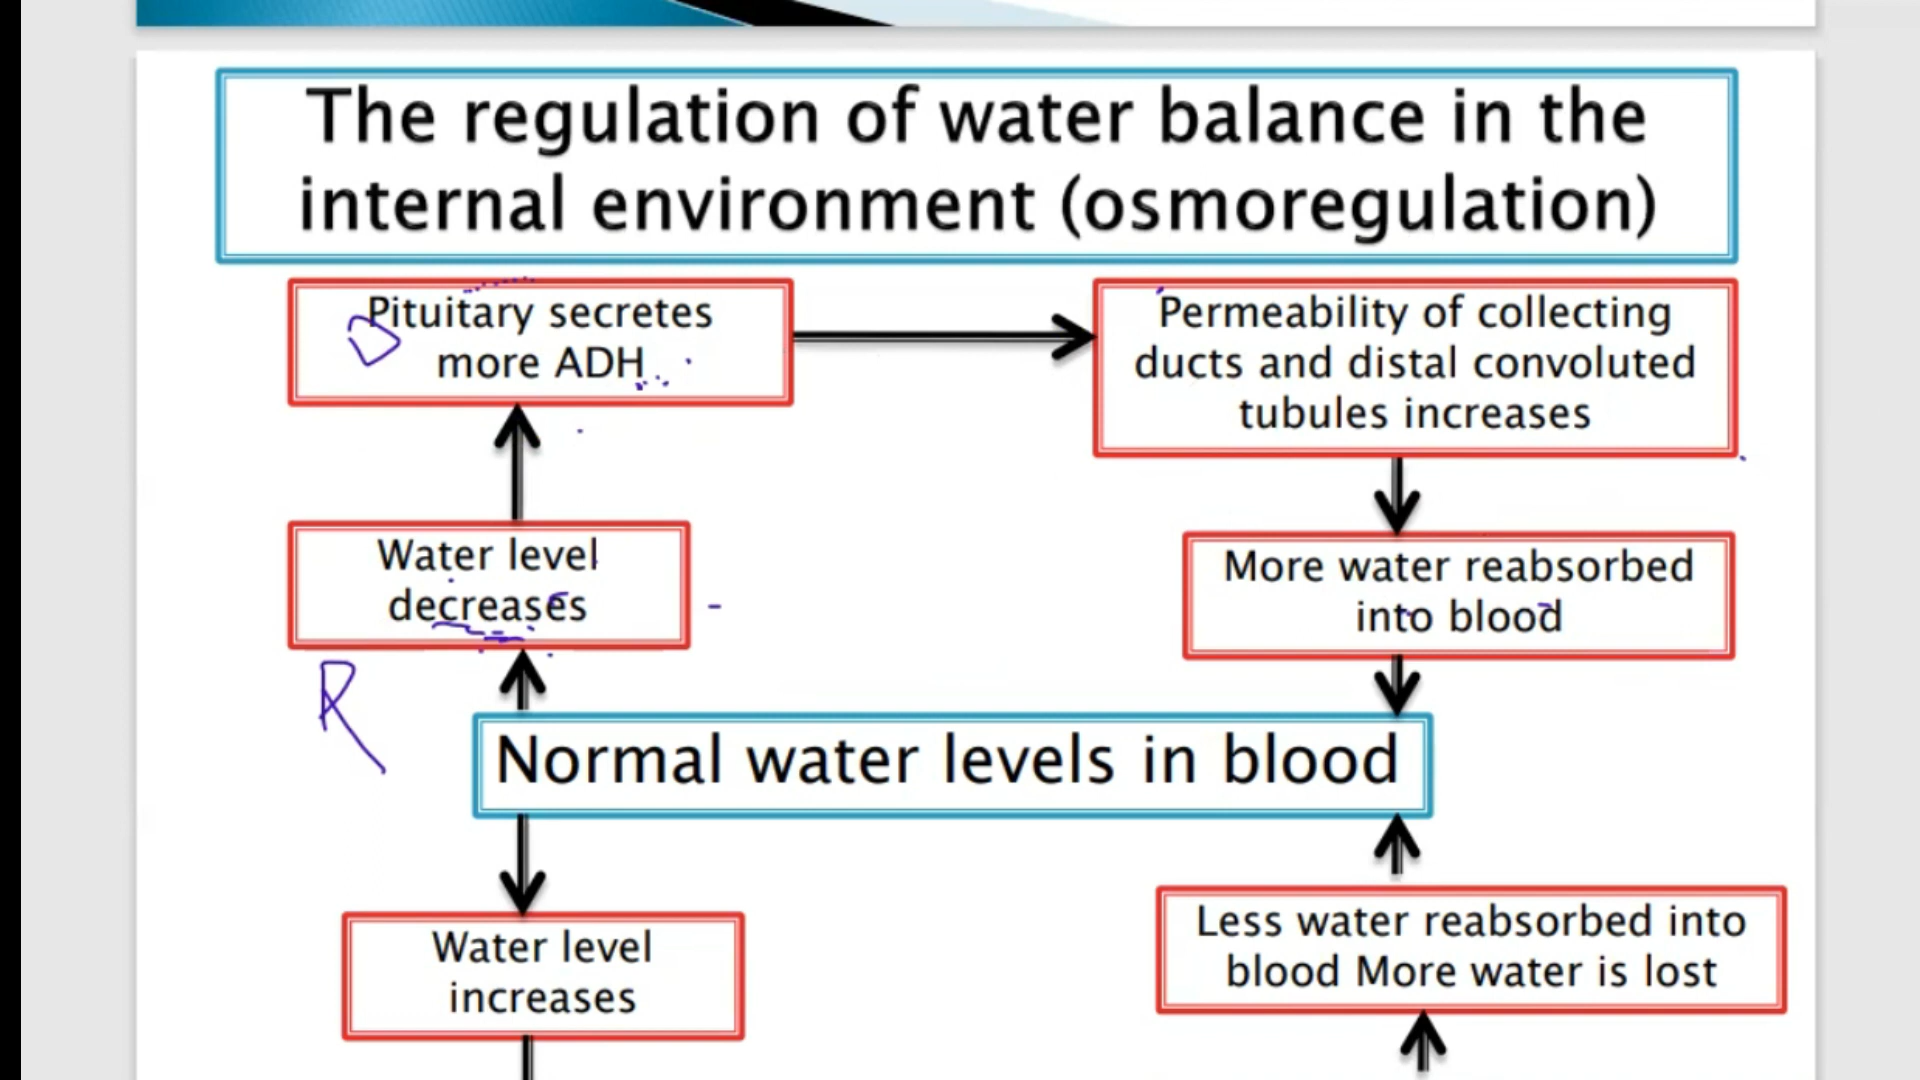 The regulation of water balance in the
internal environment (osmoregulation)
Pituitary secretes
more ADH
Permeability of collecting
ducts and distal convoluted
tubules increases
Water level
decreases
More water reabsorbed
into blood
R
Normal water levels in blood
Water level
increases
Less water reabsorbed into
blood More water is lost